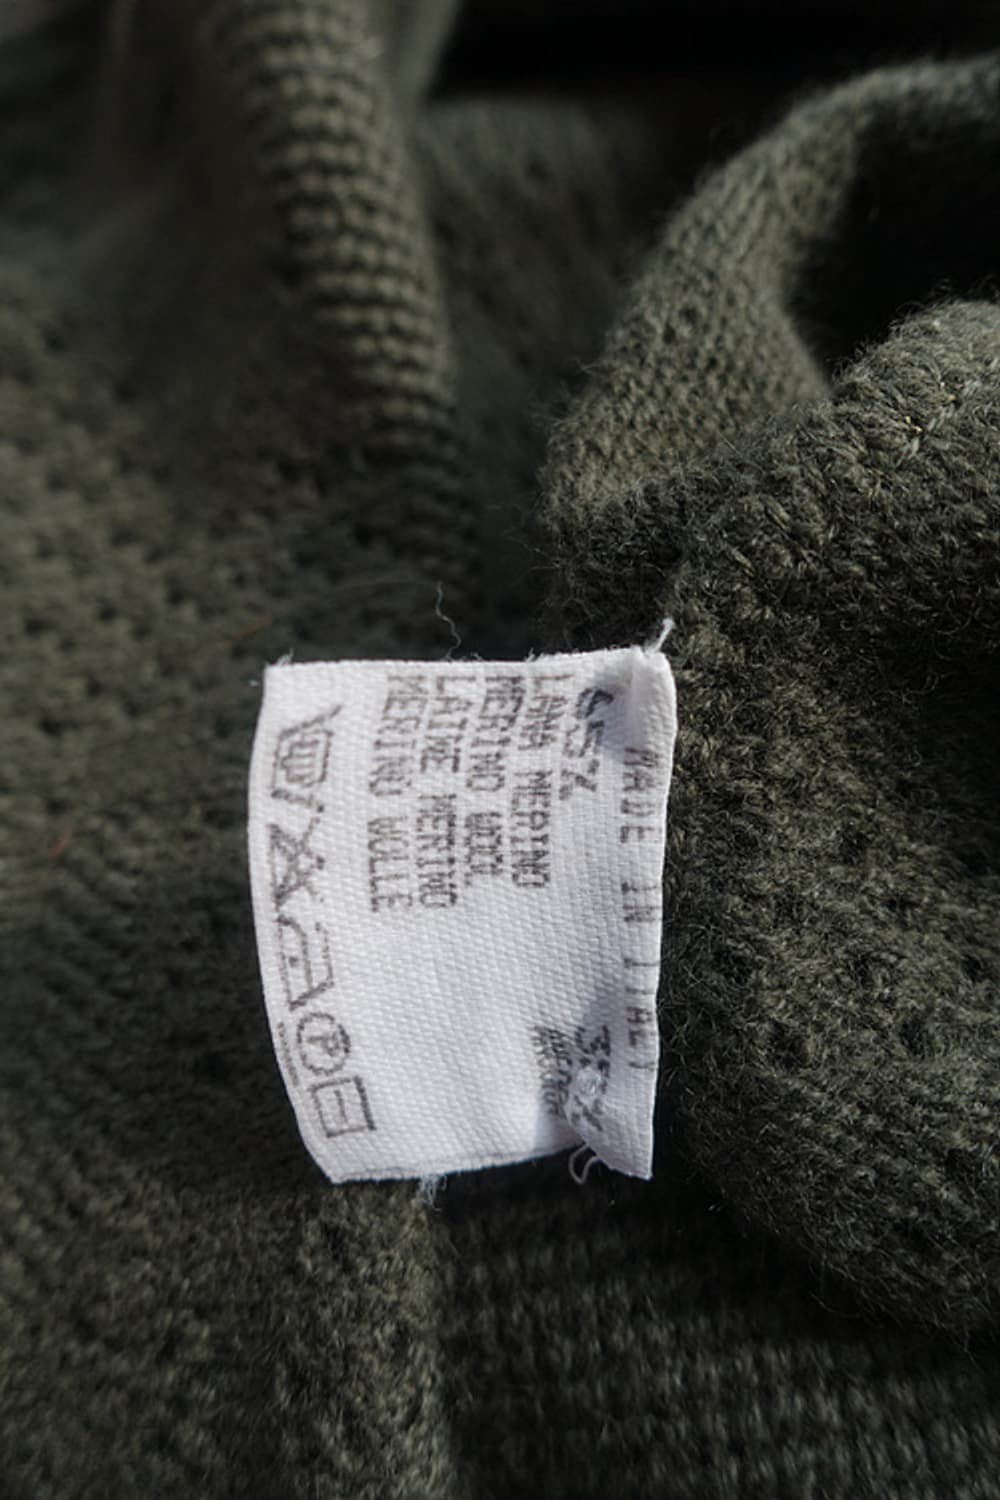 MADE IN ITALY
65%
LANA MERINO
MERINO WOOL
LAINE MERINO
MERINO WOLLE
35%
P